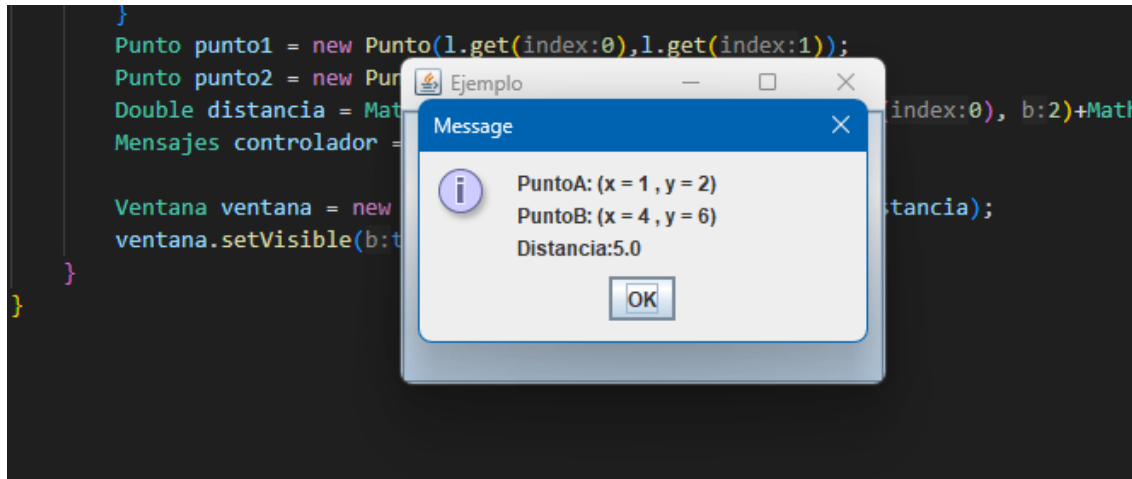 }
Punto punto1 = new Punto(l.get(index:0),l.get(index:1));
Punto punto2 = new Pun
Double distancia = Mat
(index:0), b:2)+Math
Mensajes controlador =
Ventana ventana = new
stancia);
ventana.setVisible(b:t
}
}
Ejemplo
Message
PuntoA: (x = 1 , y = 2)
PuntoB: (x = 4 , y = 6)
Distancia:5.0
OK